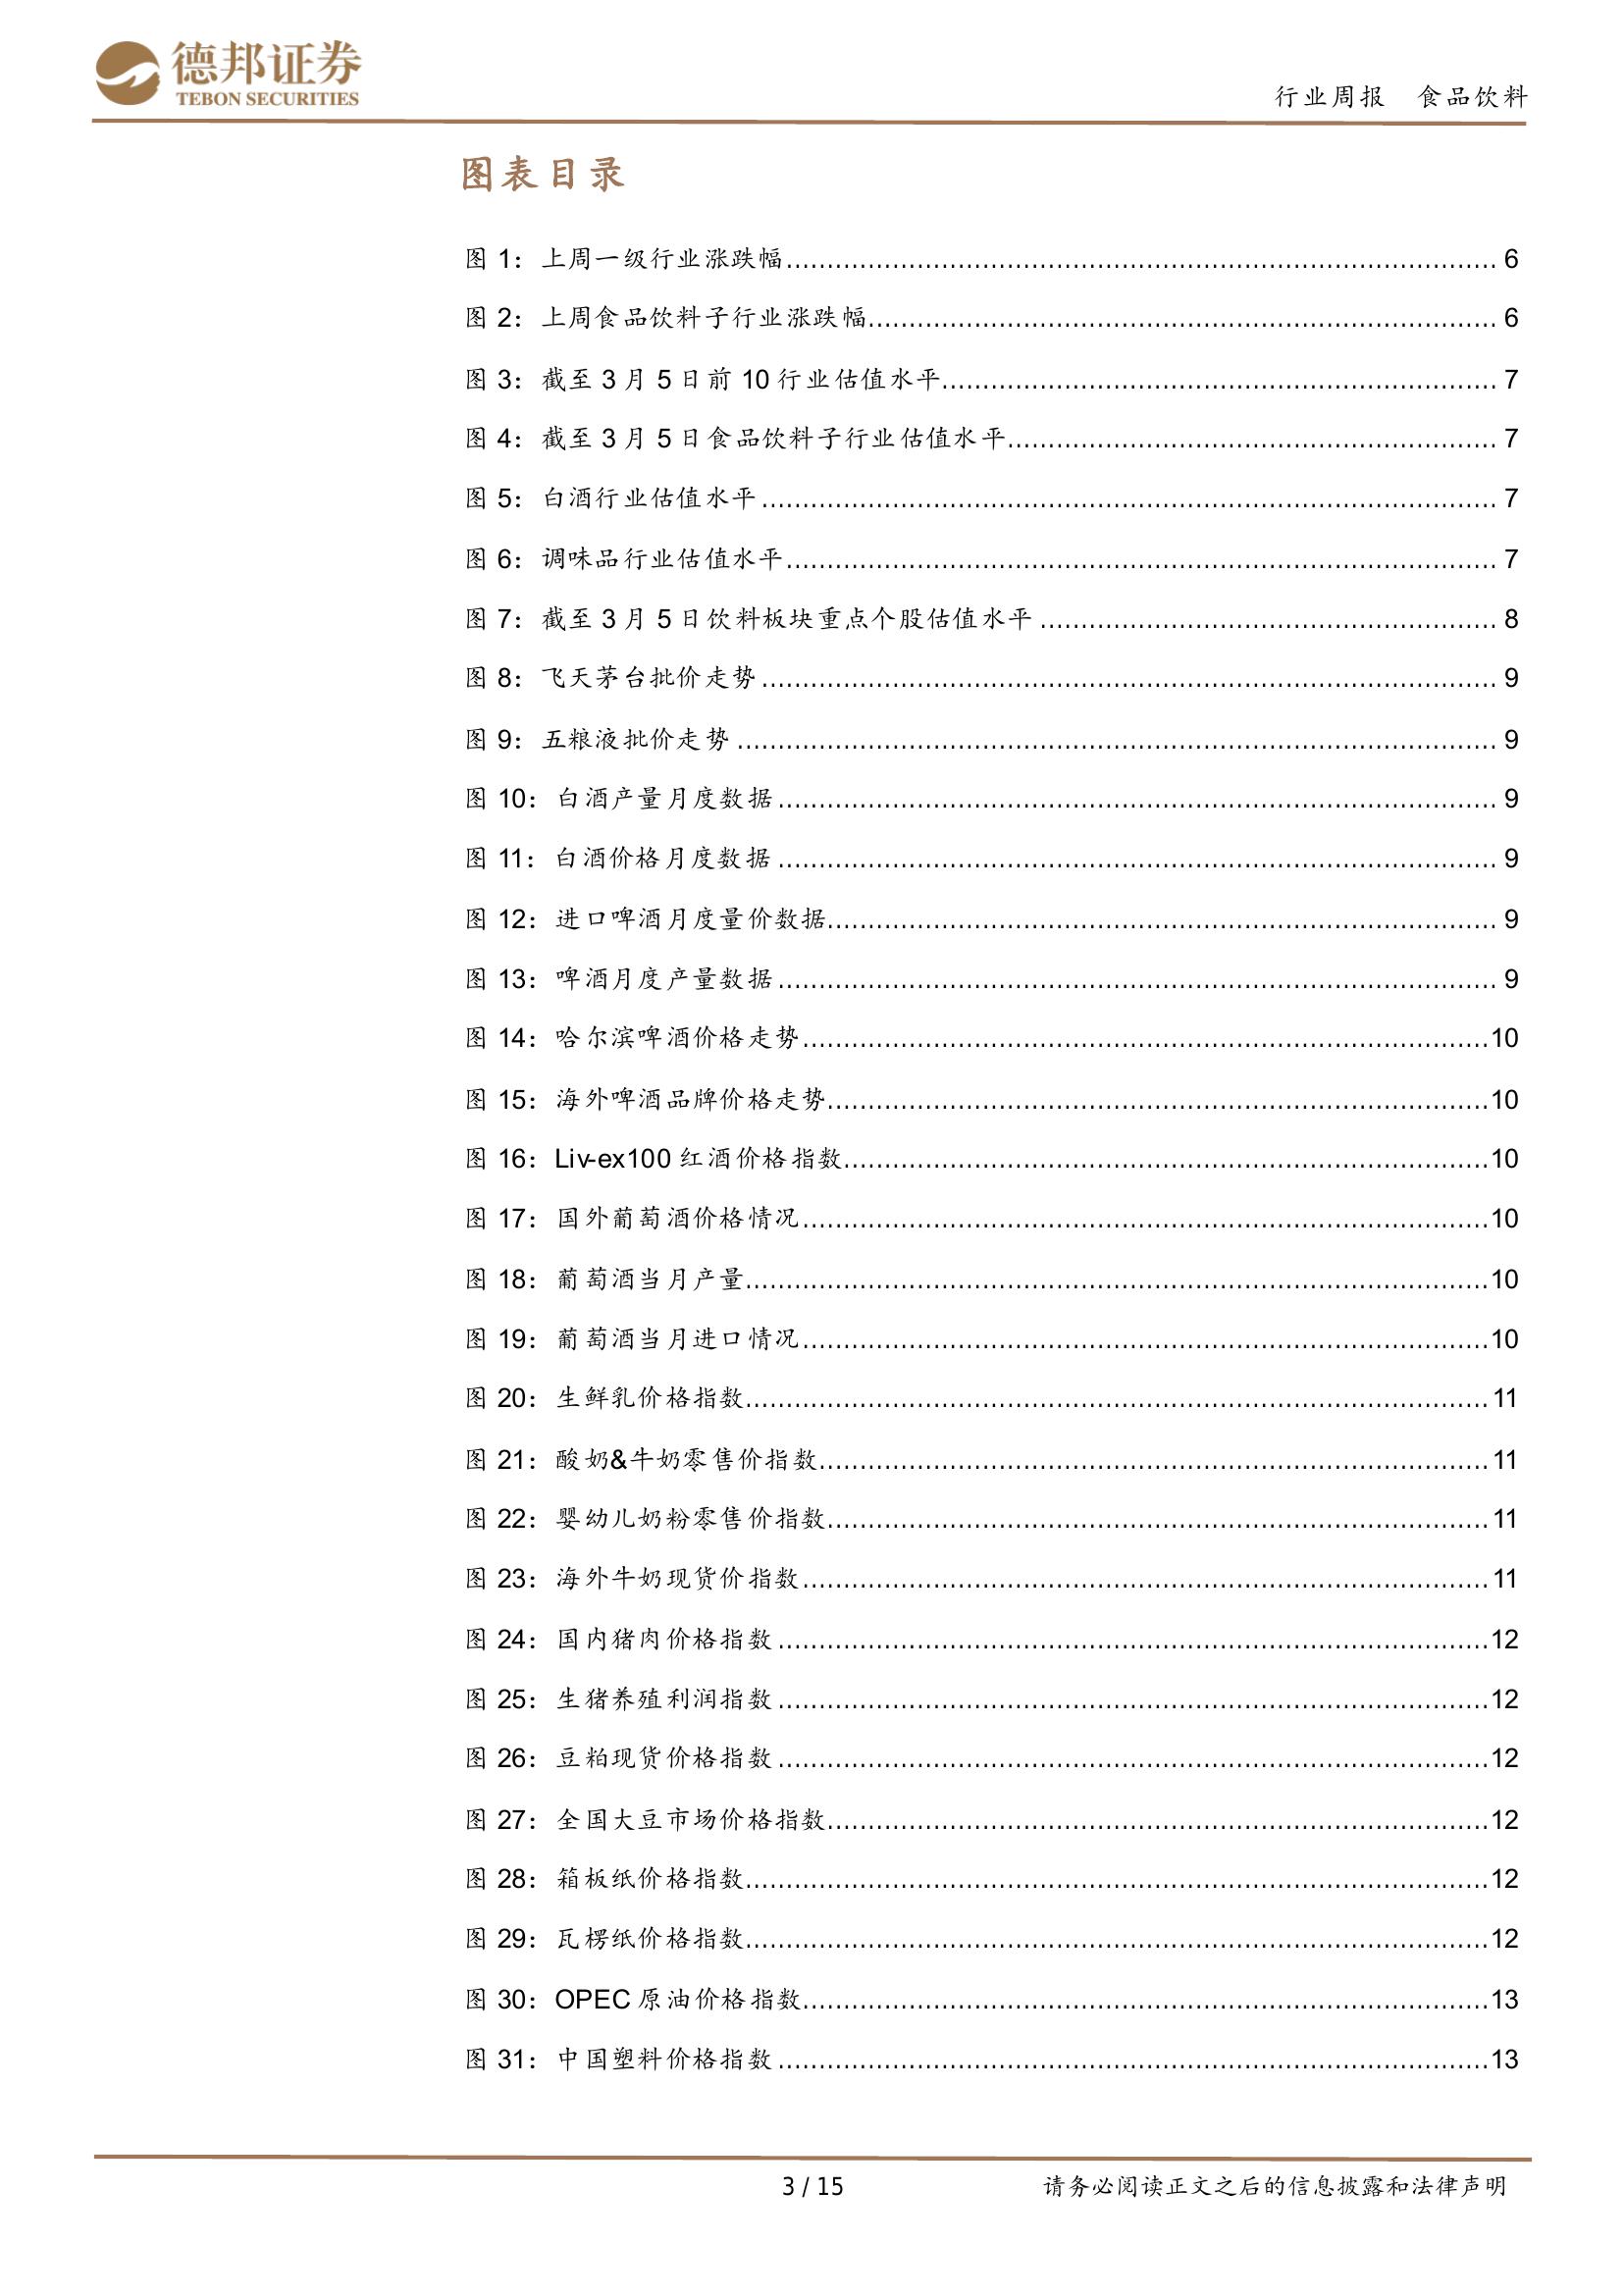 德邦证券
TEBON SECURITIES
行业周报 食品饮料
图表目录
图 1：上周一级行业涨跌幅........................................ 6
图 2：上周食品饮料子行业涨跌幅........................................ 6
图 3：截至 3 月 5 日前 10 行业估值水平........................................ 7
图 4：截至 3 月 5 日食品饮料子行业估值水平........................................ 7
图 5：白酒行业估值水平........................................ 7
图 6：调味品行业估值水平........................................ 7
图 7：截至 3 月 5 日饮料板块重点个股估值水平........................................ 8
图 8：飞天茅台批价走势........................................ 9
图 9：五粮液批价走势........................................ 9
图 10：白酒产量月度数据........................................ 9
图 11：白酒价格月度数据........................................ 9
图 12：进口啤酒月度量价数据........................................ 9
图 13：啤酒月度产量数据........................................ 9
图 14：哈尔滨啤酒价格走势........................................10
图 15：海外啤酒品牌价格走势........................................10
图 16：Liv-ex100 红酒价格指数........................................10
图 17：国外葡萄酒价格情况........................................10
图 18：葡萄酒当月产量........................................10
图 19：葡萄酒当月进口情况........................................10
图 20：生鲜乳价格指数........................................11
图 21：酸奶&牛奶零售价指数........................................11
图 22：婴幼儿奶粉零售价指数........................................11
图 23：海外牛奶现货价指数........................................11
图 24：国内猪肉价格指数........................................12
图 25：生猪养殖利润指数........................................12
图 26：豆粕现货价格指数........................................12
图 27：全国大豆市场价格指数........................................12
图 28：箱板纸价格指数........................................12
图 29：瓦楞纸价格指数........................................12
图 30：OPEC 原油价格指数........................................13
图 31：中国塑料价格指数........................................13
3 / 15 请务必阅读正文之后的信息披露和法律声明